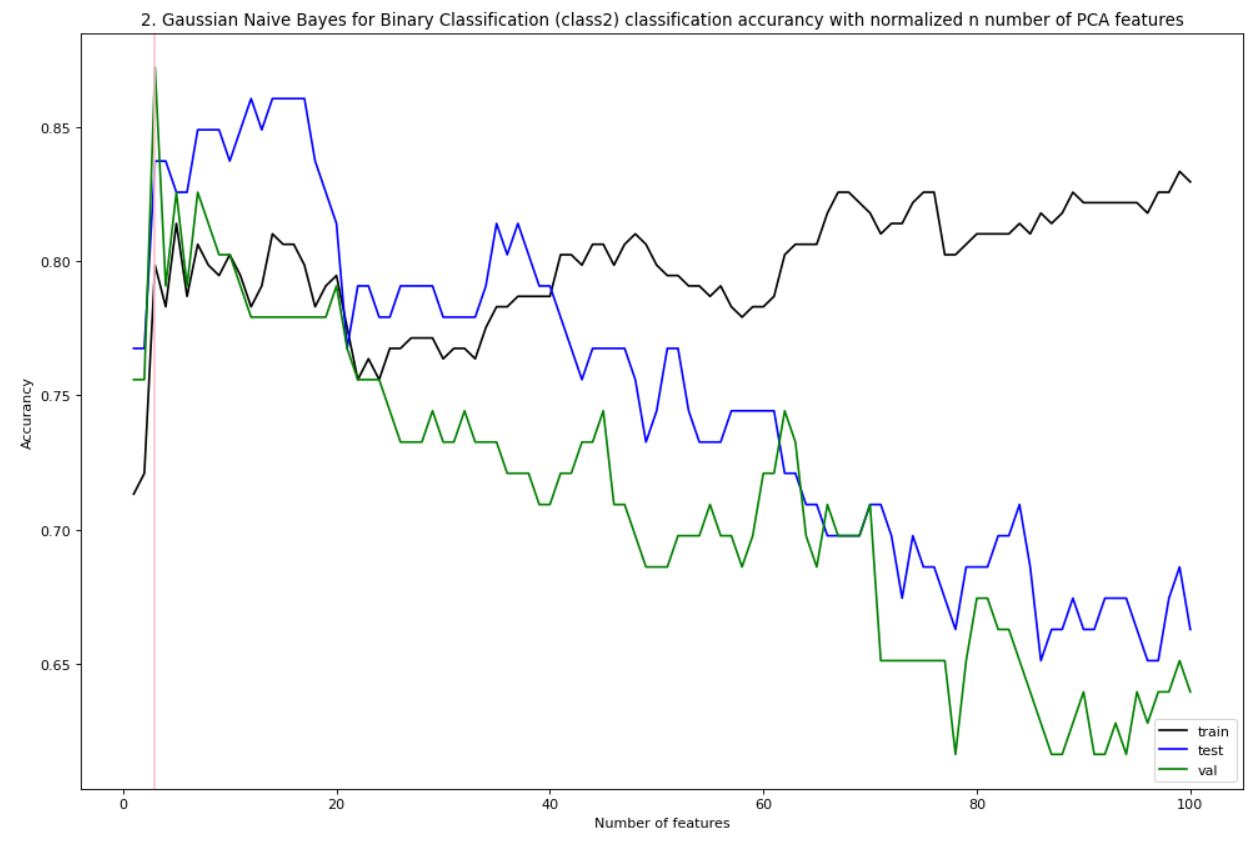 2. Gaussian Naive Bayes for Binary Classification (class2) classification accurancy with normalized n number of PCA features
0.85
0.80
0.75
0.70
0.65
Accurancy
0 20 40 60 80 100
Number of features
train
test
val